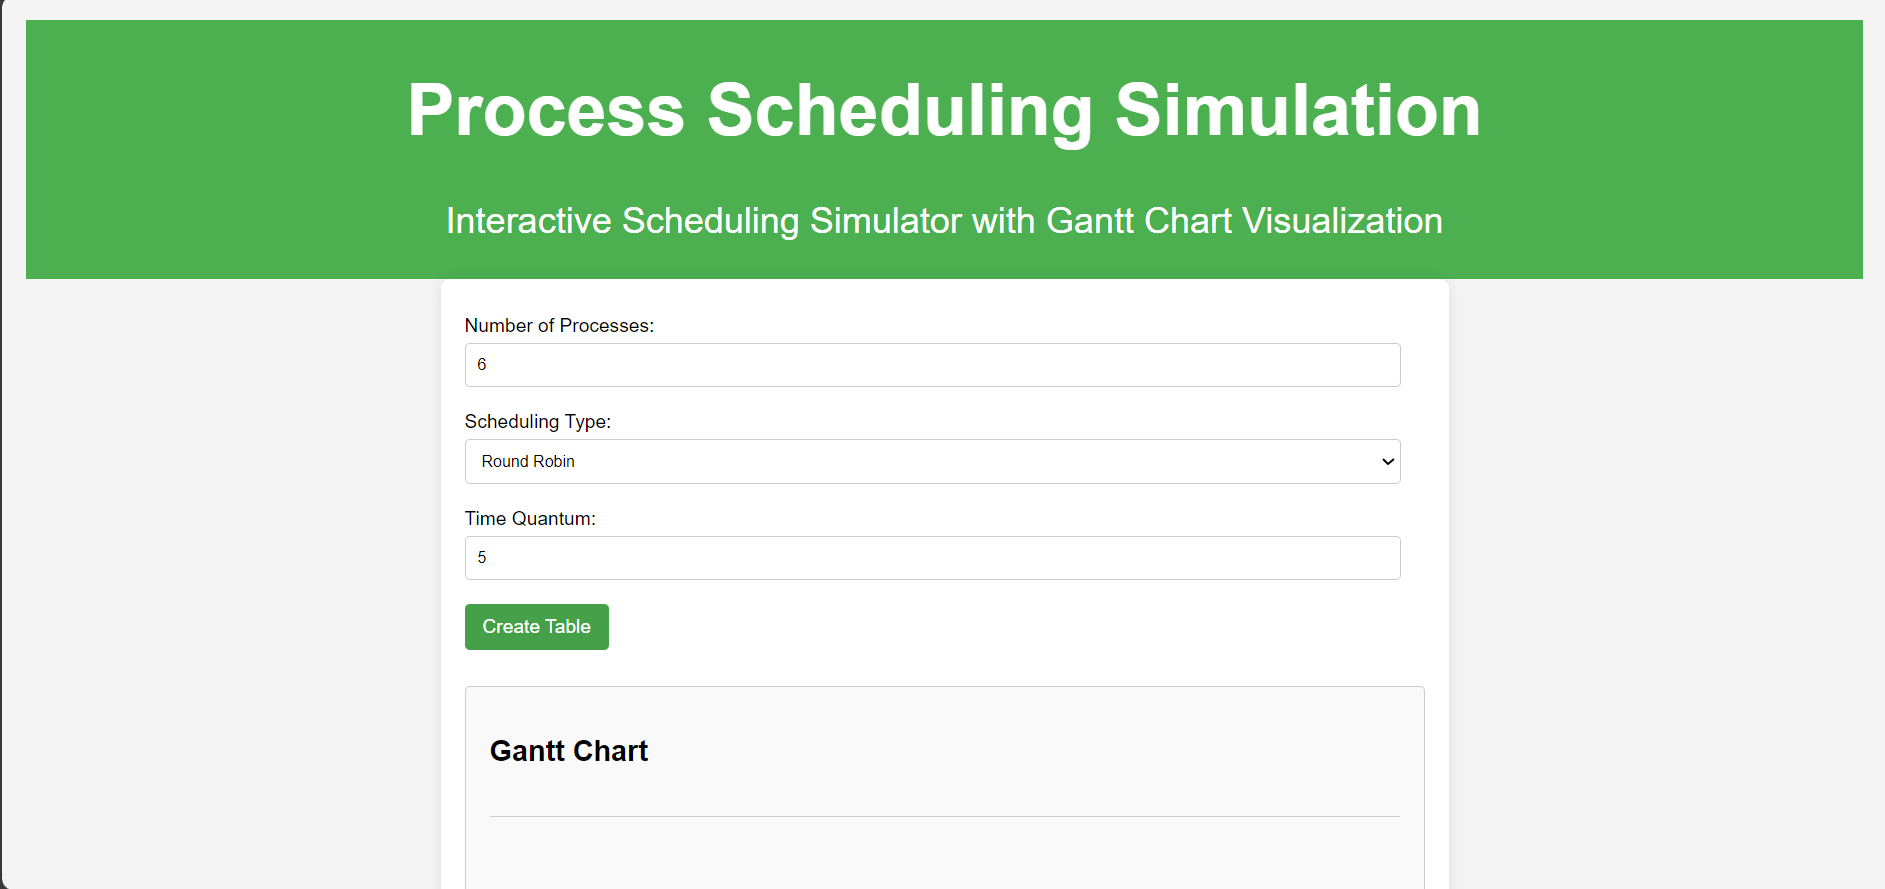 Process Scheduling Simulation
Interactive Scheduling Simulator with Gantt Chart Visualization
Number of Processes:
6
Scheduling Type:
Round Robin
Time Quantum:
5
Create Table
Gantt Chart